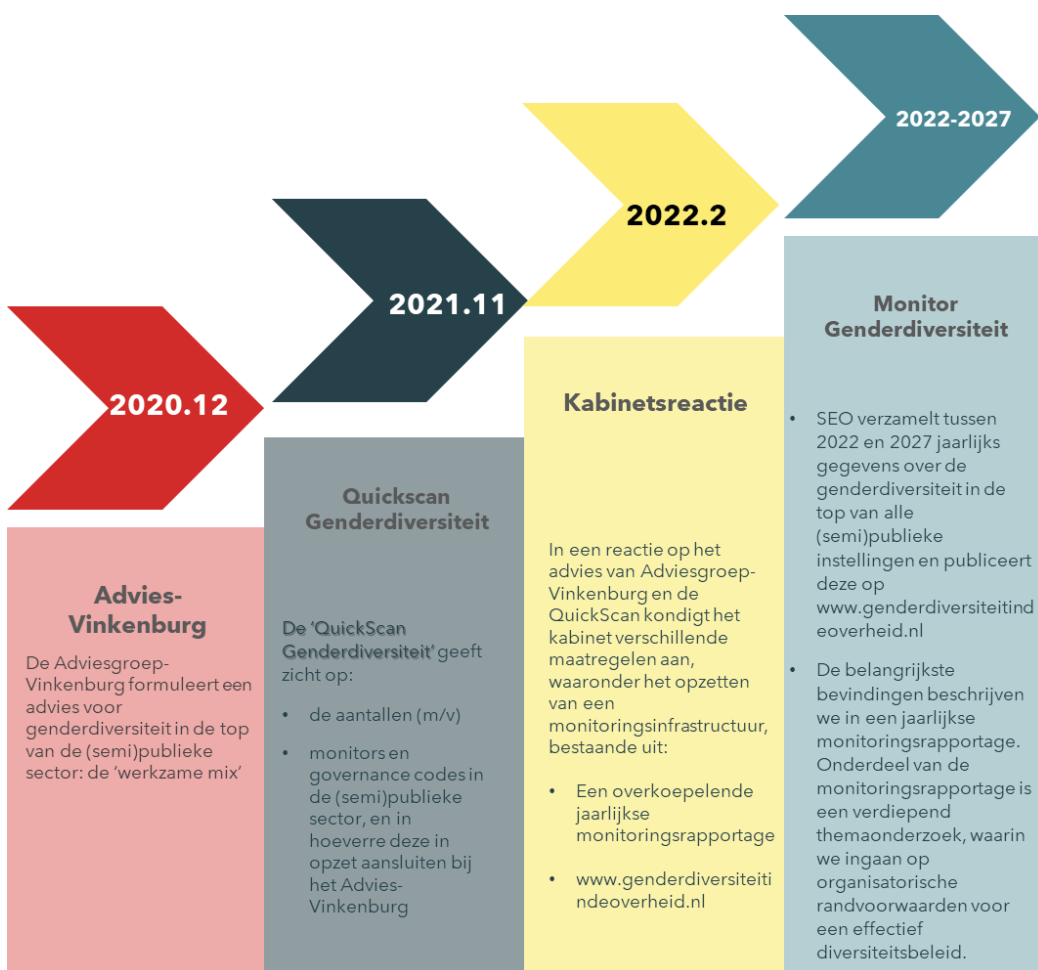 2020.12
Advies-
Vinkenburg
De Adviesgroep-
Vinkenburg formuleert een
advies voor
genderdiversiteit in de top
van de (semi)publieke
sector: de ‘werkzame mix’
2021.11
Quickscan
Genderdiversiteit
De ‘QuickScan
Genderdiversiteit’ geeft
zicht op:
• de aantallen (m/v)
• monitors en
governance codes in
de (semi)publieke
sector, en in
hoeverre deze in
opzet aansluiten bij
het Advies-
Vinkenburg
2022.2
Kabinetsreactie
In een reactie op het
advies van Adviesgroep-
Vinkenburg en de
QuickScan kondigt het
kabinet verschillende
maatregelen aan,
waaronder het opzetten
van een
monitoringsinfrastructuur,
bestaande uit:
• Een overkoepelende
jaarlijkse
monitoringsrapportage
• www.genderdiversiteiti
ndeoverheid.nl
2022-2027
Monitor
Genderdiversiteit
• SEO verzamelt tussen
2022 en 2027 jaarlijks
gegevens over de
genderdiversiteit in de
top van alle
(semi)publieke
instellingen en publiceert
deze op
www.genderdiversiteitind
eoverheid.nl
• De belangrijkste
bevindingen beschrijven
we in een jaarlijkse
monitoringsrapportage.
Onderdeel van de
monitoringsrapportage is
een verdiepend
themaonderzoek, waarin
we ingaan op
organisatorische
randvoorwaarden voor
een effectief
diversiteitsbeleid.